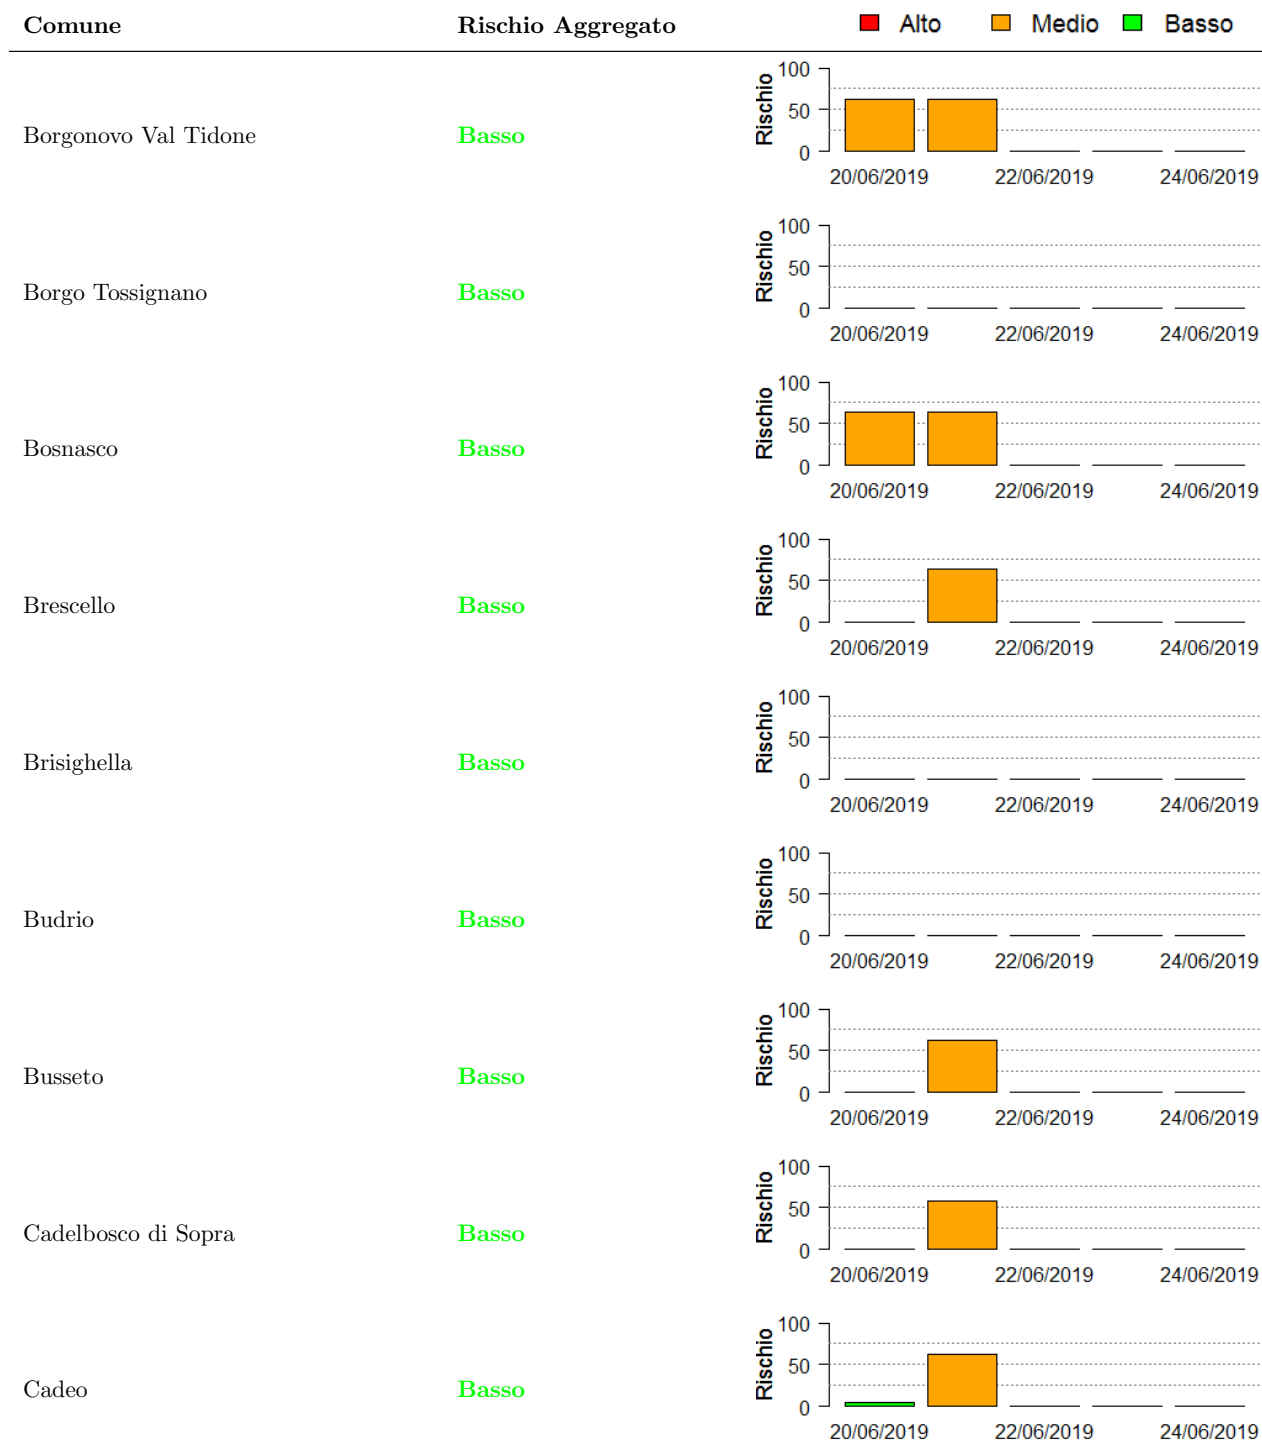 Comune Rischio Aggregato Alto Medio Basso
Borgonovo Val Tidone Basso
Rischio
100
50
0
20/06/2019 22/06/2019 24/06/2019
Borgo Tossignano Basso
Rischio
100
50
0
20/06/2019 22/06/2019 24/06/2019
Bosnasco Basso
Rischio
100
50
0
20/06/2019 22/06/2019 24/06/2019
Brescello Basso
Rischio
100
50
0
20/06/2019 22/06/2019 24/06/2019
Brisighella Basso
Rischio
100
50
0
20/06/2019 22/06/2019 24/06/2019
Budrio Basso
Rischio
100
50
0
20/06/2019 22/06/2019 24/06/2019
Busseto Basso
Rischio
100
50
0
20/06/2019 22/06/2019 24/06/2019
Cadelbosco di Sopra Basso
Rischio
100
50
0
20/06/2019 22/06/2019 24/06/2019
Cadeo Basso
Rischio
100
50
0
20/06/2019 22/06/2019 24/06/2019